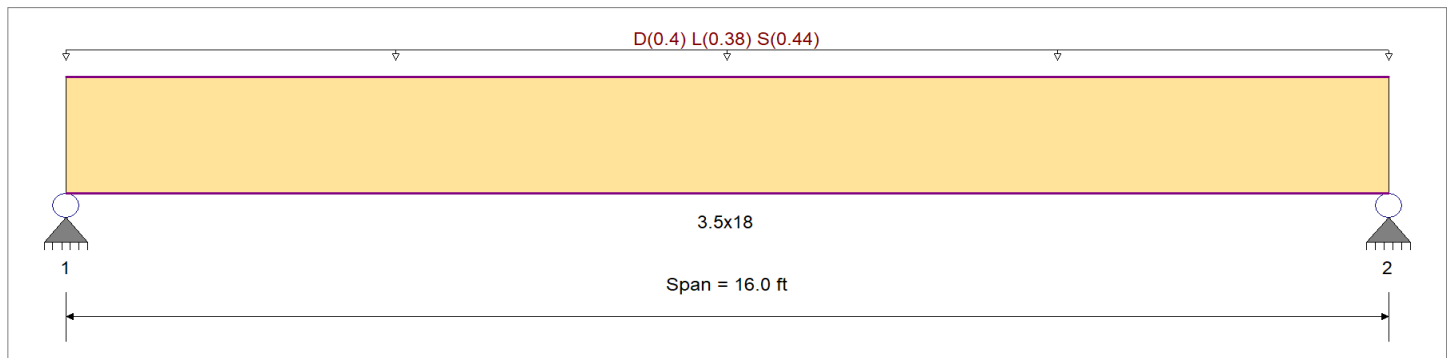 D(0.4) L(0.38) S(0.44)
3.5x18
1
2
Span = 16.0 ft